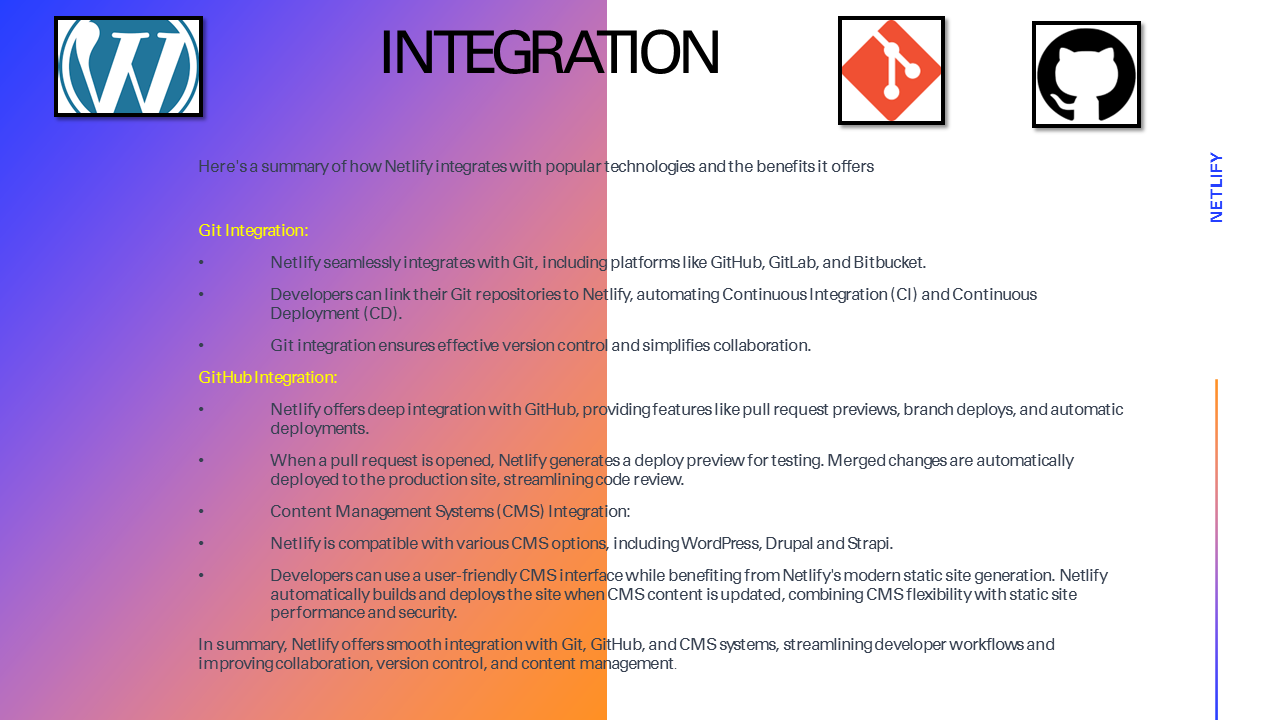 INTEGRATION
Here's a summary of how Netlify integrates with popular technologies and the benefits it offers
Git Integration:
• Netlify seamlessly integrates with Git, including platforms like GitHub, GitLab, and Bitbucket.
• Developers can link their Git repositories to Netlify, automating Continuous Integration (CI) and Continuous
Deployment (CD).
• Git integration ensures effective version control and simplifies collaboration.
GitHub Integration:
• Netlify offers deep integration with GitHub, providing features like pull request previews, branch deploys, and automatic
deployments.
• When a pull request is opened, Netlify generates a deploy preview for testing. Merged changes are automatically
deployed to the production site, streamlining code review.
• Content Management Systems (CMS) Integration:
• Netlify is compatible with various CMS options, including WordPress, Drupal and Strapi.
• Developers can use a user-friendly CMS interface while benefiting from Netlify's modern static site generation. Netlify
automatically builds and deploys the site when CMS content is updated, combining CMS flexibility with static site
performance and security.
In summary, Netlify offers smooth integration with Git, GitHub, and CMS systems, streamlining developer workflows and
improving collaboration, version control, and content management.
NETLIFY